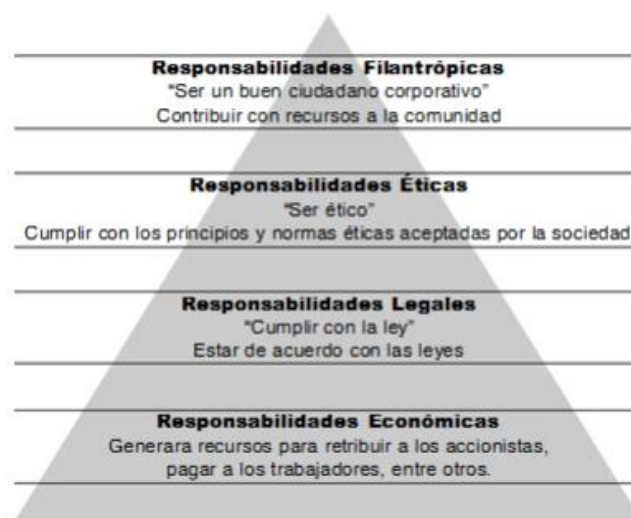 Responsabilidades Filantrópicas
“Ser un buen ciudadano corporativo”
Contribuir con recursos a la comunidad
Responsabilidades Éticas
“Ser ético”
Cumplir con los principios y normas éticas aceptadas por la sociedad
Responsabilidades Legales
“Cumplir con la ley”
Estar de acuerdo con las leyes
Responsabilidades Económicas
Generara recursos para retribuir a los accionistas,
pagar a los trabajadores, entre otros.